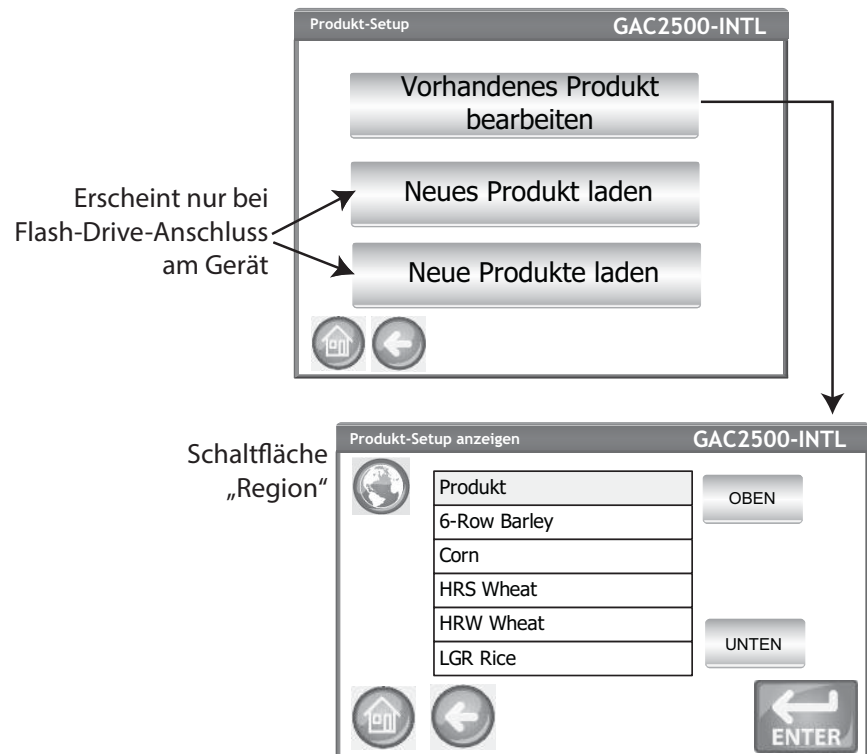 Produkt-Setup
GAC2500-INTL
Vorhandenes Produkt
bearbeiten
Erscheint nur bei
Flash-Drive-Anschluss
am Gerät
Neues Produkt laden
Neue Produkte laden
Schaltfläche
„Region“
Produkt-Setup anzeigen
GAC2500-INTL
Produkt
6-Row Barley
Corn
HRS Wheat
HRW Wheat
LGR Rice
OBEN
UNTEN
ENTER